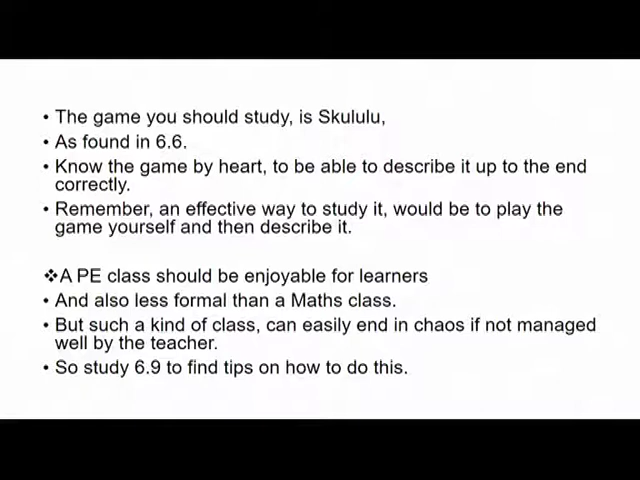 • The game you should study, is Skululu,
• As found in 6.6.
• Know the game by heart, to be able to describe it up to the end
correctly.
• Remember, an effective way to study it, would be to play the
game yourself and then describe it.
❖A PE class should be enjoyable for learners
• And also less formal than a Maths class.
• But such a kind of class, can easily end in chaos if not managed
well by the teacher.
• So study 6.9 to find tips on how to do this.